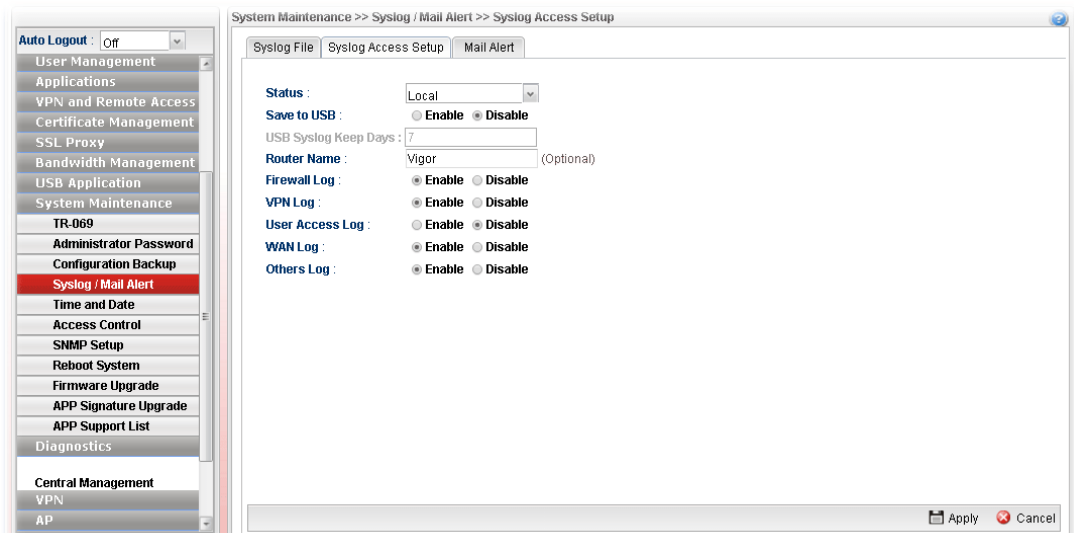 System Maintenance >> Syslog / Mail Alert >> Syslog Access Setup
Auto Logout : Off
User Management
Applications
VPN and Remote Access
Certificate Management
SSL Proxy
Bandwidth Management
USB Application
System Maintenance
TR-069
Administrator Password
Configuration Backup
Syslog / Mail Alert
Time and Date
Access Control
SNMP Setup
Reboot System
Firmware Upgrade
APP Signature Upgrade
APP Support List
Diagnostics
Central Management
VPN
AP
Syslog File Syslog Access Setup Mail Alert
Status : Local
Save to USB : Enable Disable
USB Syslog Keep Days : 7
Router Name : Vigor (Optional)
Firewall Log : Enable Disable
VPN Log : Enable Disable
User Access Log : Enable Disable
WAN Log : Enable Disable
Others Log : Enable Disable
Apply Cancel